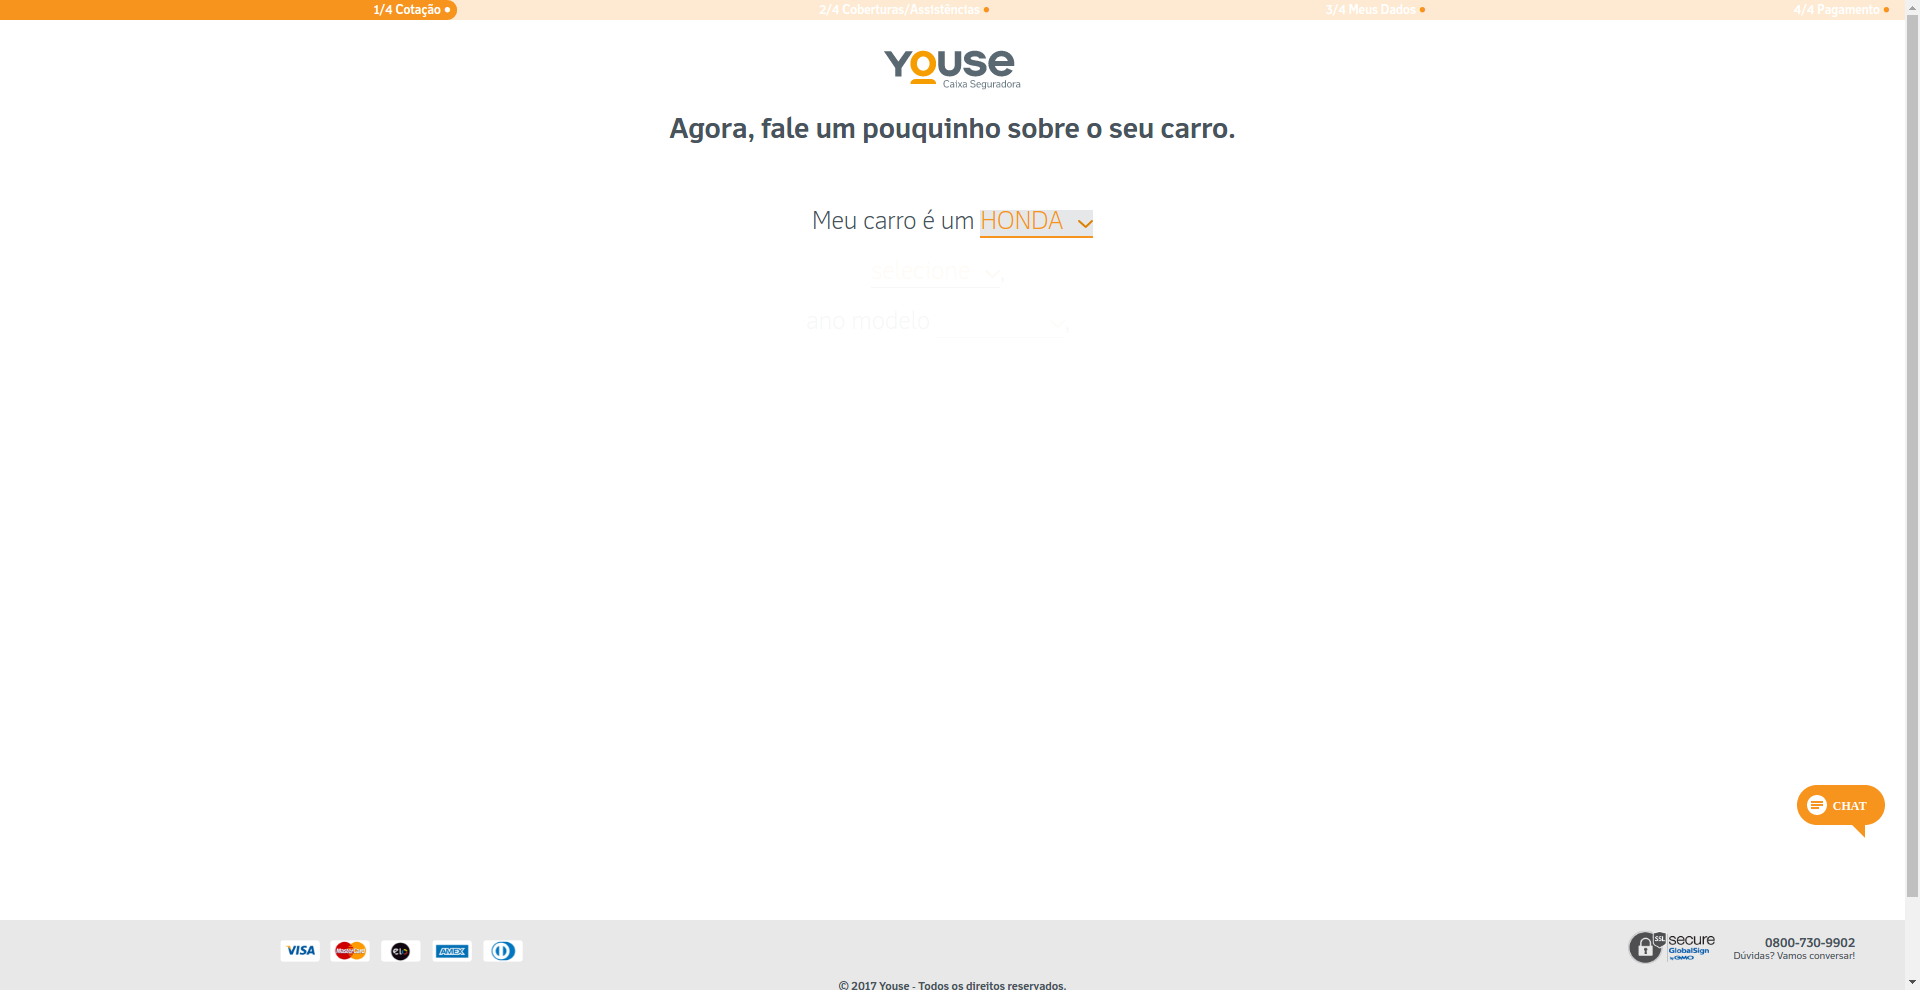 1/4 Cotação
2/4 Coberturas/Assistências
3/4 Meus Dados
4/4 Pagamento
Youse
Caixa Seguradora
Agora, fale um pouquinho sobre o seu carro.
Meu carro é um HONDA
selecione
ano modelo
CHAT
VISA MasterCard elo AMEX
SSL secure
GlobalSign
by GMO
0800-730-9902
Dúvidas? Vamos conversar!
© 2017 Youse - Todos os direitos reservados.